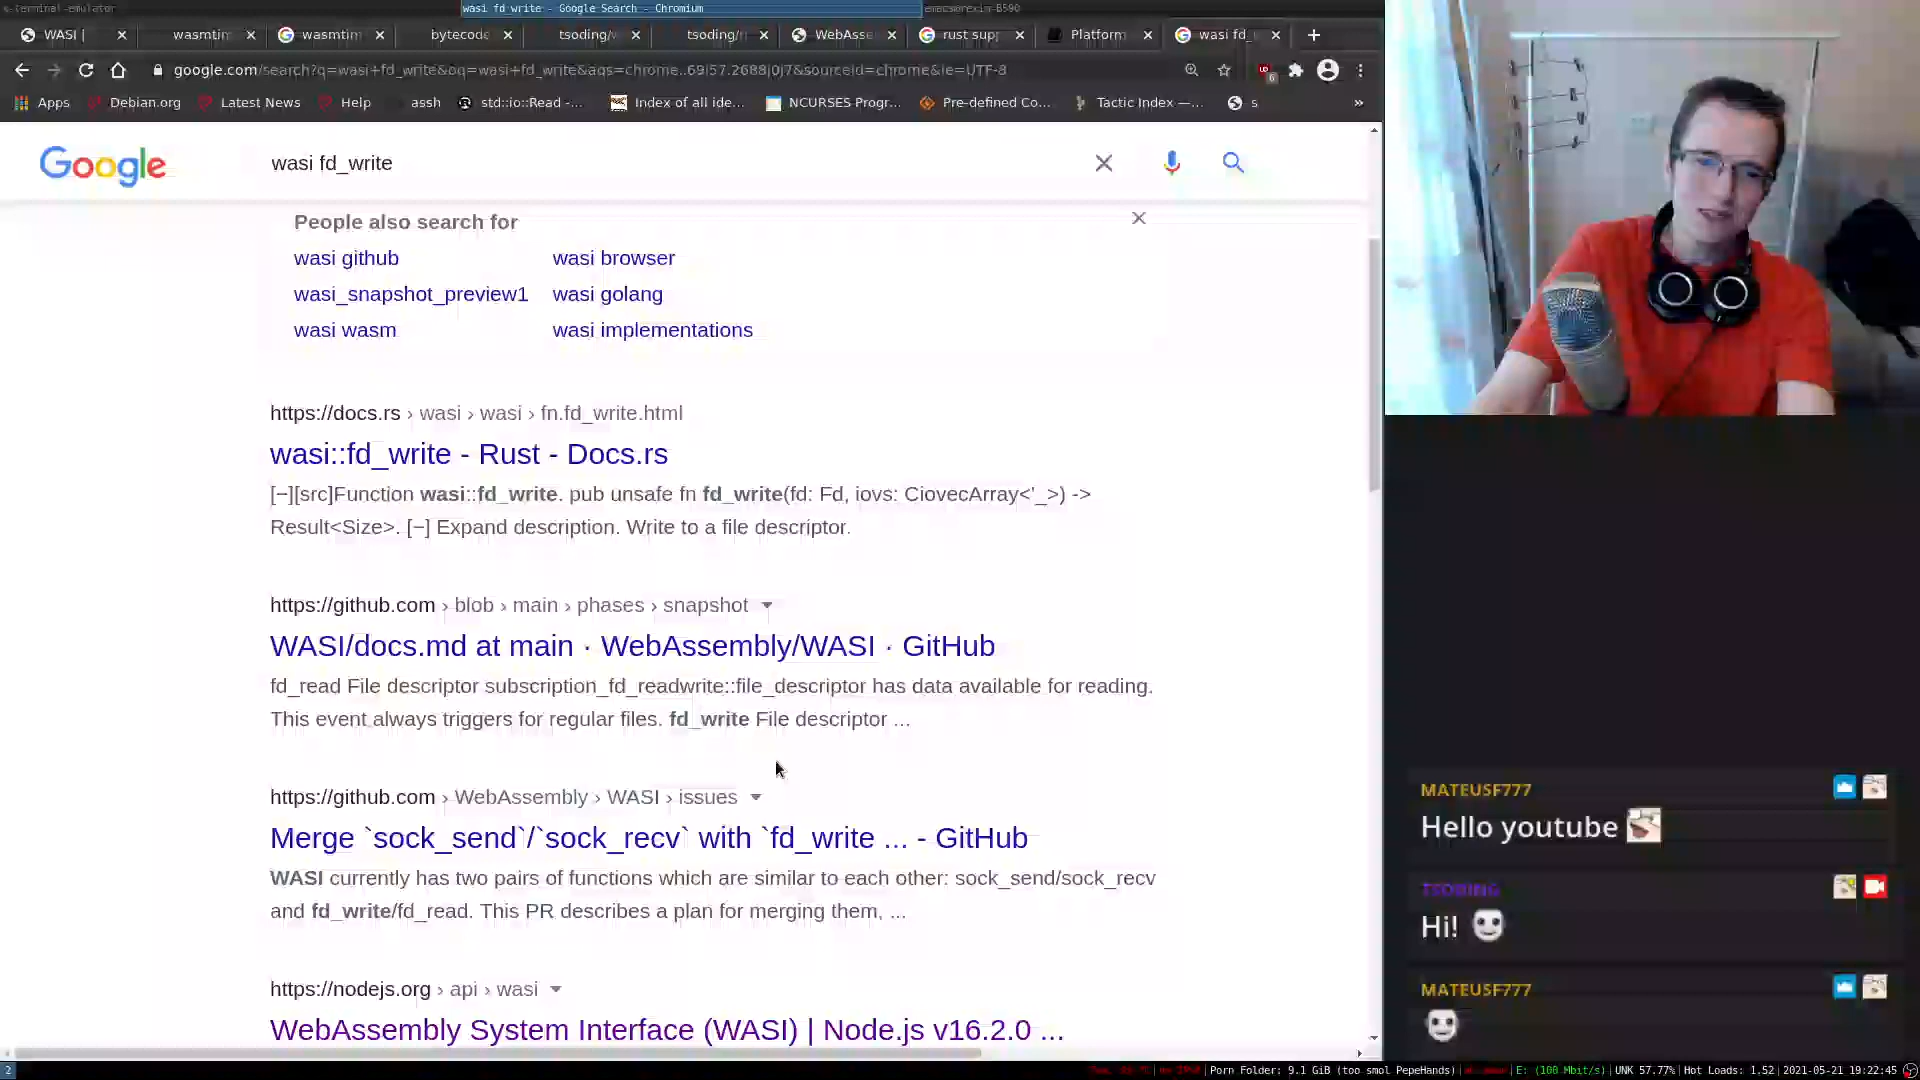 x-terminal-emulator
wasi fd_write - Google Search - Chromium
WASI |
wasmtin
wasmtin
bytecode
tsoding/v
tsoding/
WebAsse
rust sup
Platform
wasi fd_
google.com/search?q=wasi+fd_write&oq=wasi+fd_write&aqs=chrome..69i57.2688j0j7&sourceid=chrome&ie=UTF-8
Apps
Debian.org
Latest News
Help
assh
std::io::Read -...
Index of all ide...
NCURSES Progr...
Pre-defined Co...
Tactic Index —...
s
»
Google
wasi fd_write
People also search for
wasi github
wasi browser
wasi_snapshot_preview1
wasi golang
wasi wasm
wasi implementations
https://docs.rs › wasi › wasi › fn.fd_write.html
wasi::fd_write - Rust - Docs.rs
[−][src]Function wasi::fd_write. pub unsafe fn fd_write(fd: Fd, iovs: CiovecArray<'_>) ->
Result<Size>. [−] Expand description. Write to a file descriptor.
https://github.com › blob › main › phases › snapshot
WASI/docs.md at main · WebAssembly/WASI · GitHub
fd_read File descriptor subscription_fd_readwrite::file_descriptor has data available for reading.
This event always triggers for regular files. fd_write File descriptor ...
https://github.com › WebAssembly › WASI › issues
Merge `sock_send`/`sock_recv` with `fd_write ... - GitHub
WASI currently has two pairs of functions which are similar to each other: sock_send/sock_recv
and fd_write/fd_read. This PR describes a plan for merging them, ...
https://nodejs.org › api › wasi
WebAssembly System Interface (WASI) | Node.js v16.2.0 ...
MATEUSF777
Hello youtube
TSODING
Hi!
MATEUSF777
2
Porn Folder: 9.1 GiB (too smol PepeHands)
E: (100 Mbit/s)
UNK 57.77%
Hot Loads: 1.52
2021-05-21 19:22:45